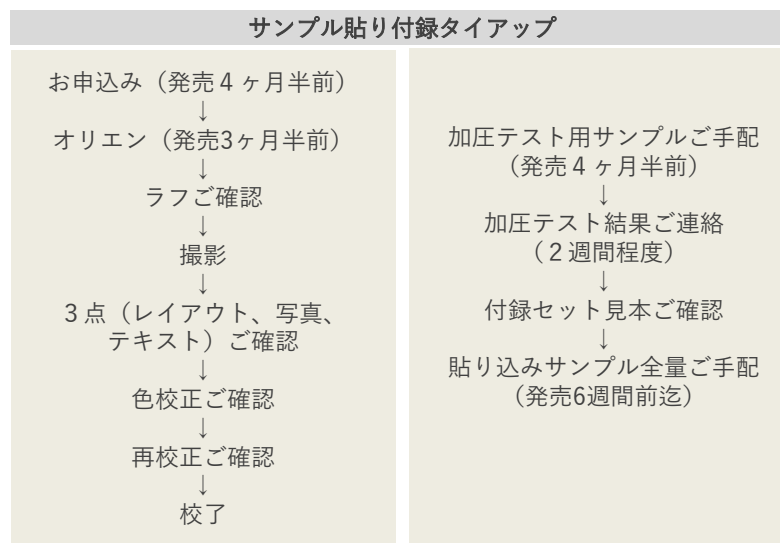 サンプル貼り付録タイアップ
お申込み（発売４ヶ月半前）
↓
オリエン（発売3ヶ月半前）
↓
ラフご確認
↓
撮影
↓
３点（レイアウト、写真、
テキスト）ご確認
↓
色校正ご確認
↓
再校正ご確認
↓
校了
加圧テスト用サンプルご手配
（発売４ヶ月半前）
↓
加圧テスト結果ご連絡
（２週間程度）
↓
付録セット見本ご確認
↓
貼り込みサンプル全量ご手配
（発売6週間前迄）